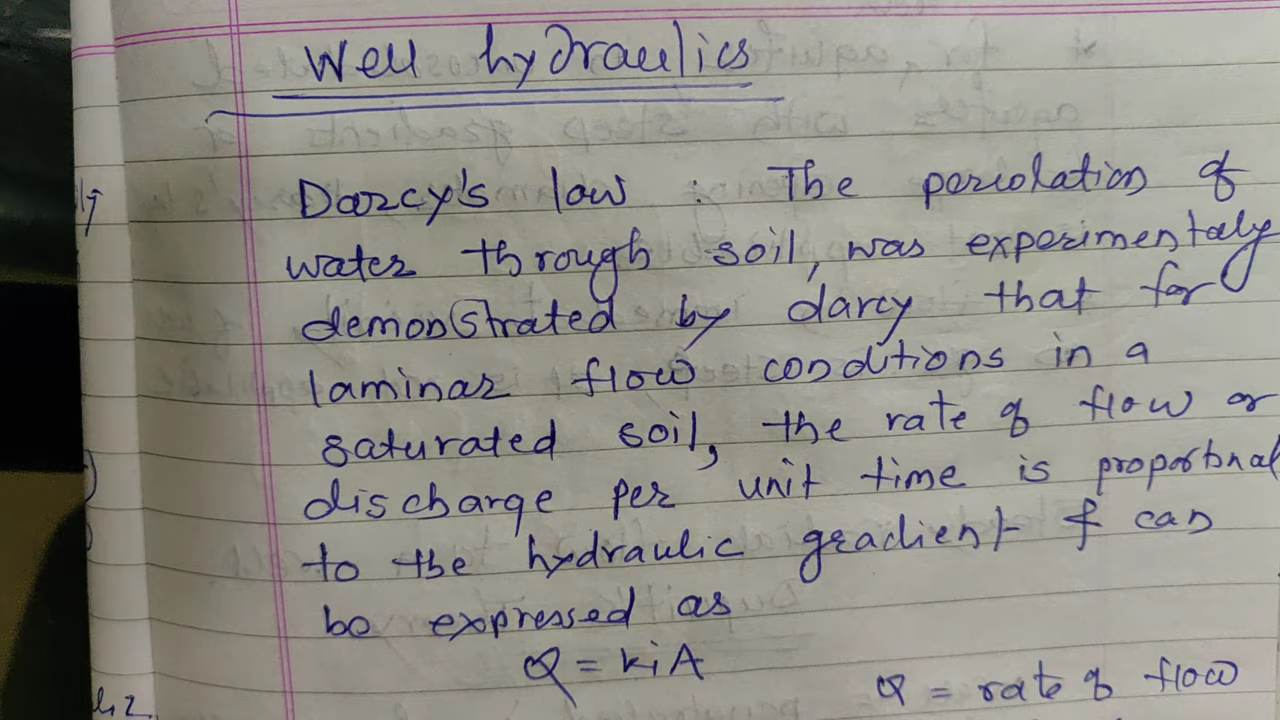 Well hydraulics
Darcy's law : The percolation of
water through soil, was experimentaly
demonstrated by darcy that for
laminar flow conditions in a
saturated soil, the rate of flow or
discharge per unit time is proportional
to the hydraulic gradient & can
be expressed as
Q = kiA
Q = rate of flow